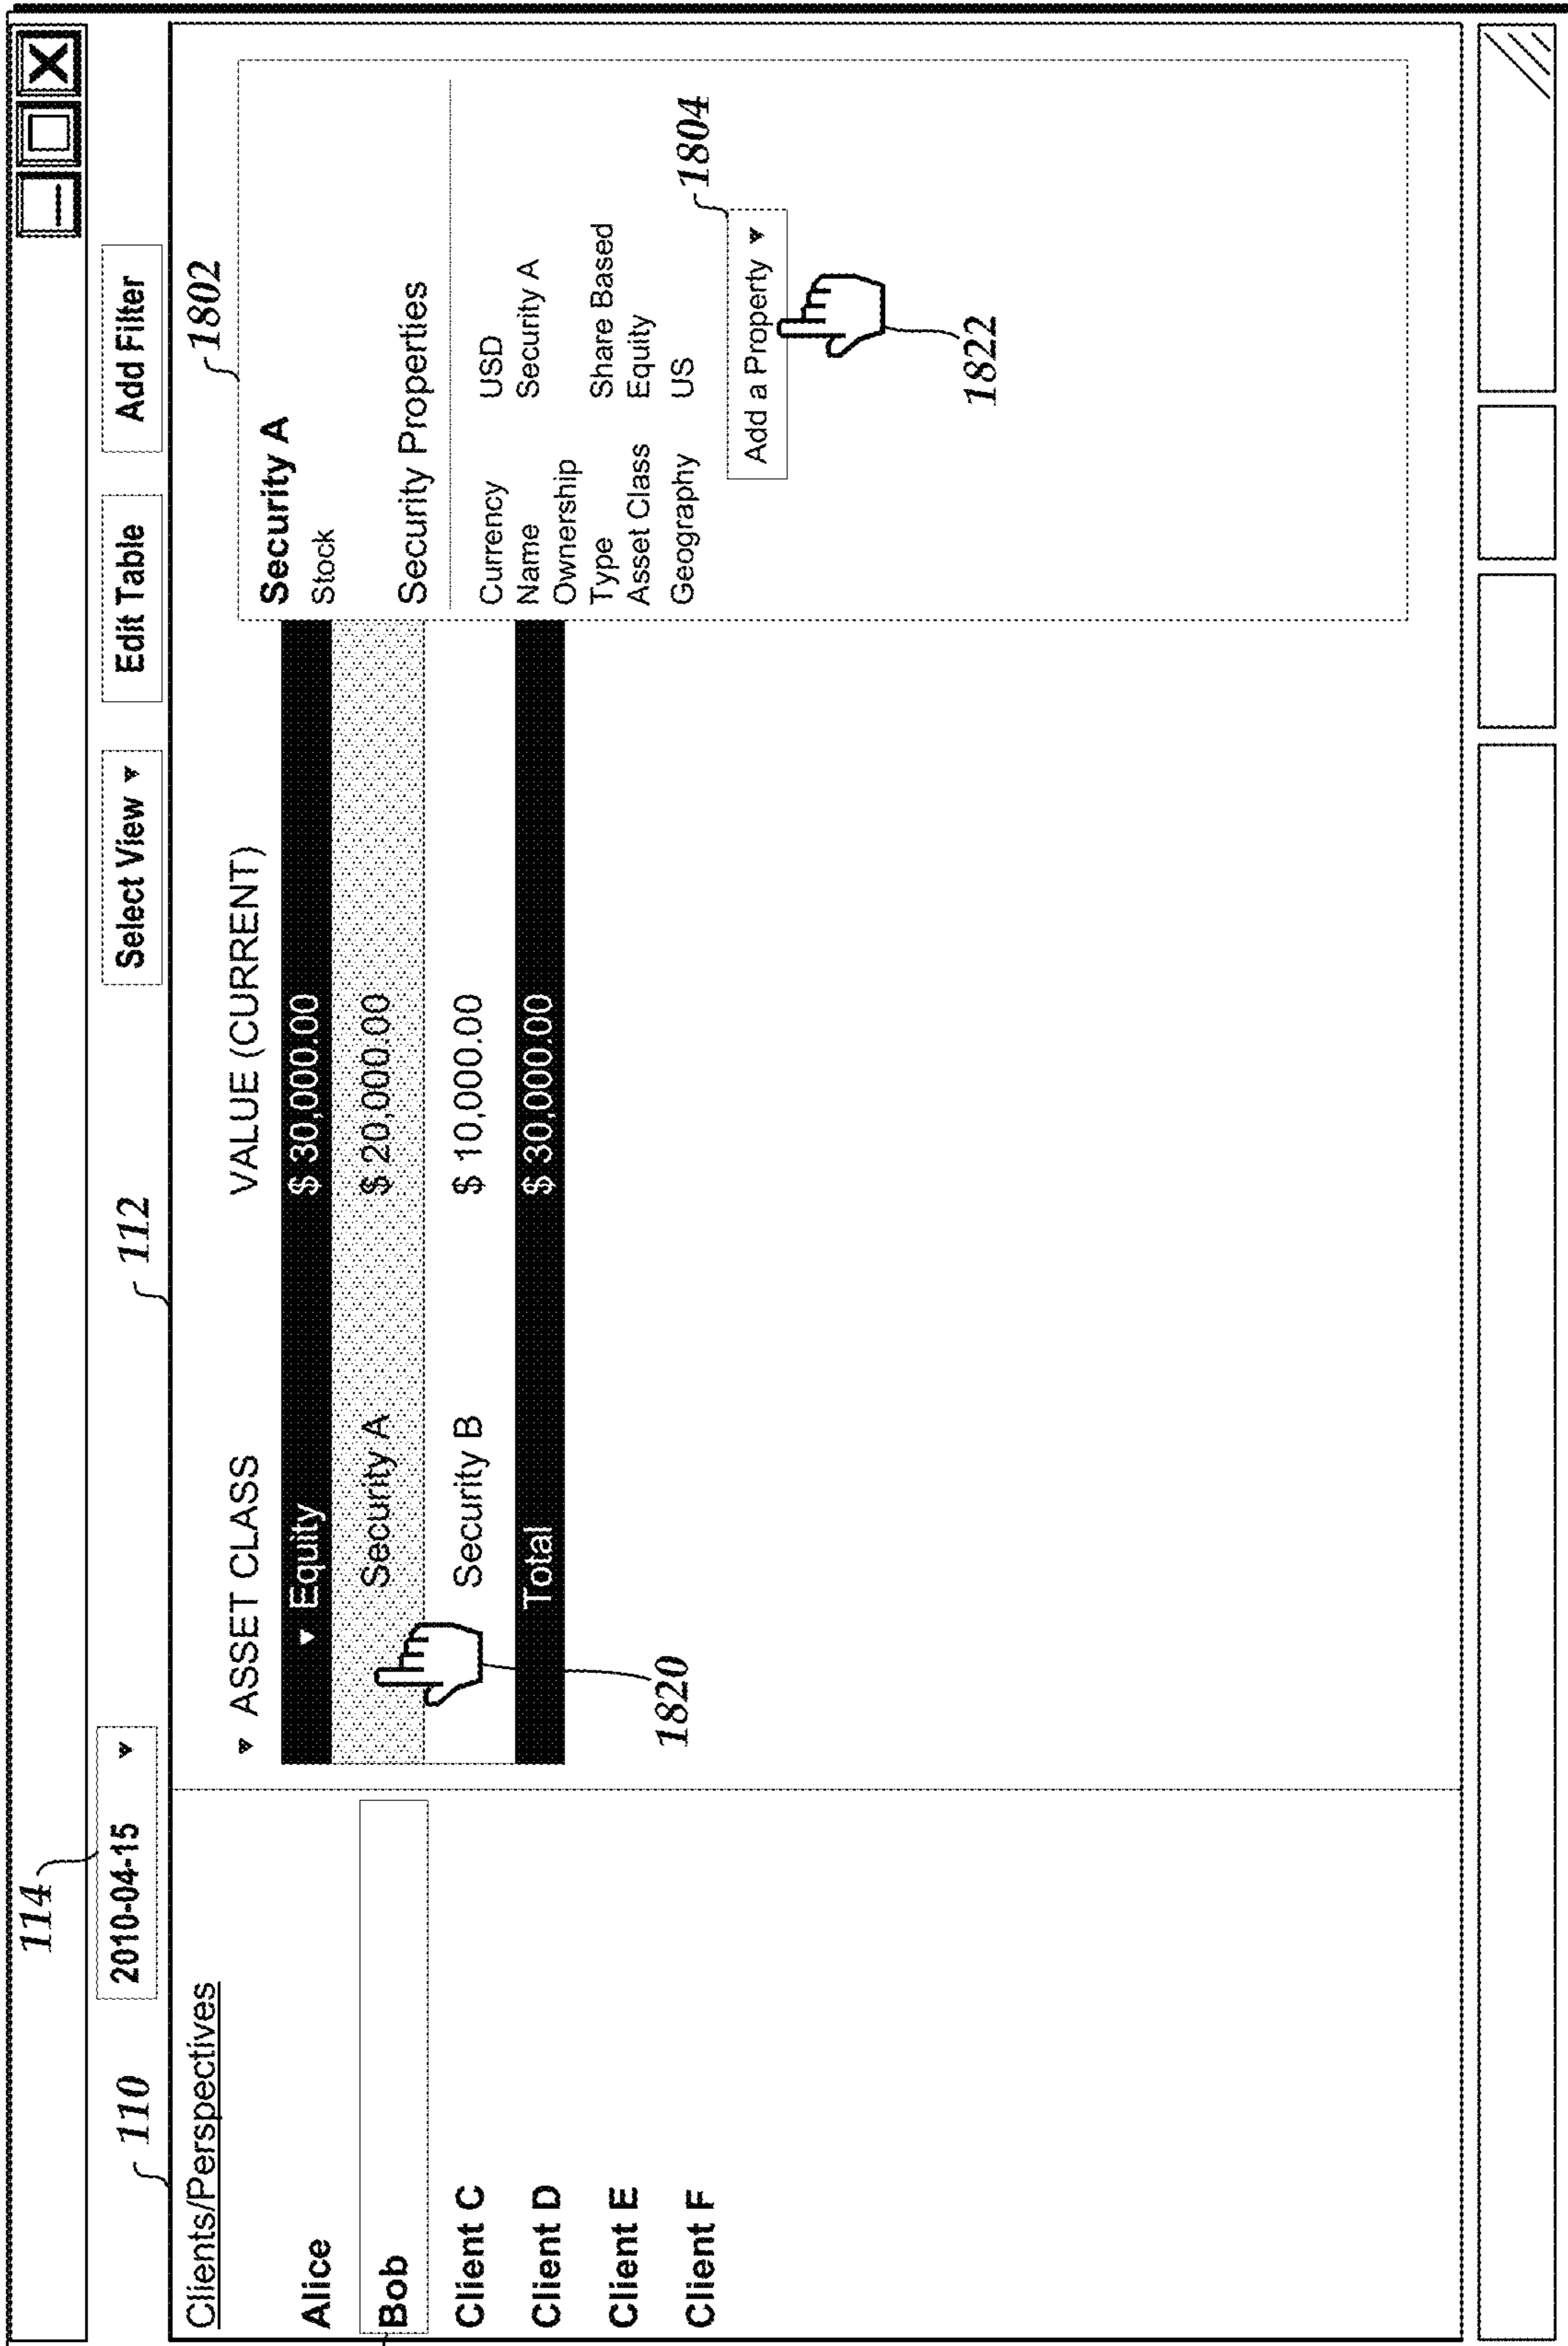 114
110
2010-04-15 ▼
112
Select View ▼
Edit Table
Add Filter
Clients/Perspectives
Alice
Bob
Client C
Client D
Client E
Client F
▼ ASSET CLASS VALUE (CURRENT)
▼ Equity $ 30,000.00
Security A $ 20,000.00
Security B $ 10,000.00
Total $ 30,000.00
1820
1802
Security A
Stock
Security Properties
Currency USD
Name Security A
Ownership
Type Share Based
Asset Class Equity
Geography US
Add a Property ▼
1804
1822